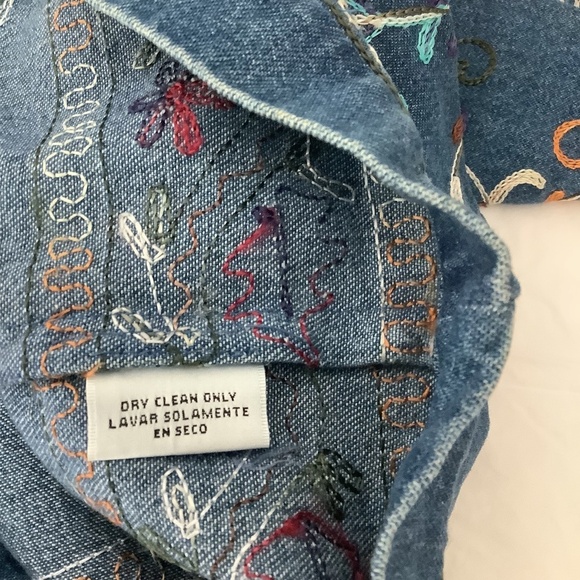 DRY CLEAN ONLY
LAVAR SOLAMENTE
EN SECO